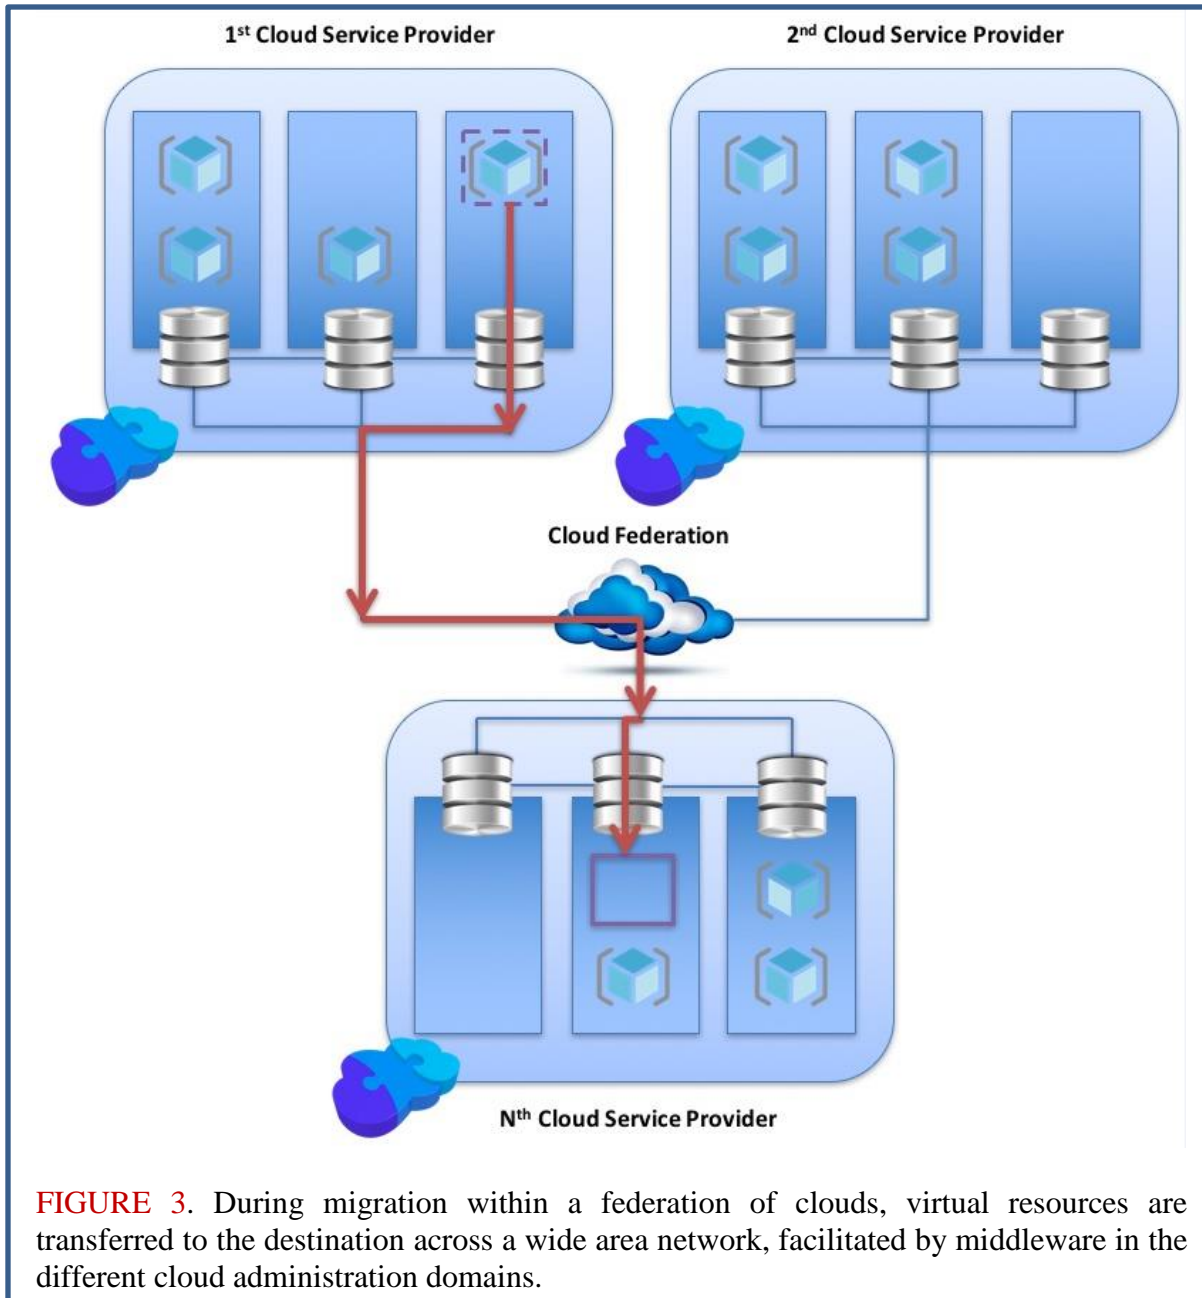 1st Cloud Service Provider
2nd Cloud Service Provider
Cloud Federation
Nth Cloud Service Provider
FIGURE 3. During migration within a federation of clouds, virtual resources are
transferred to the destination across a wide area network, facilitated by middleware in the
different cloud administration domains.